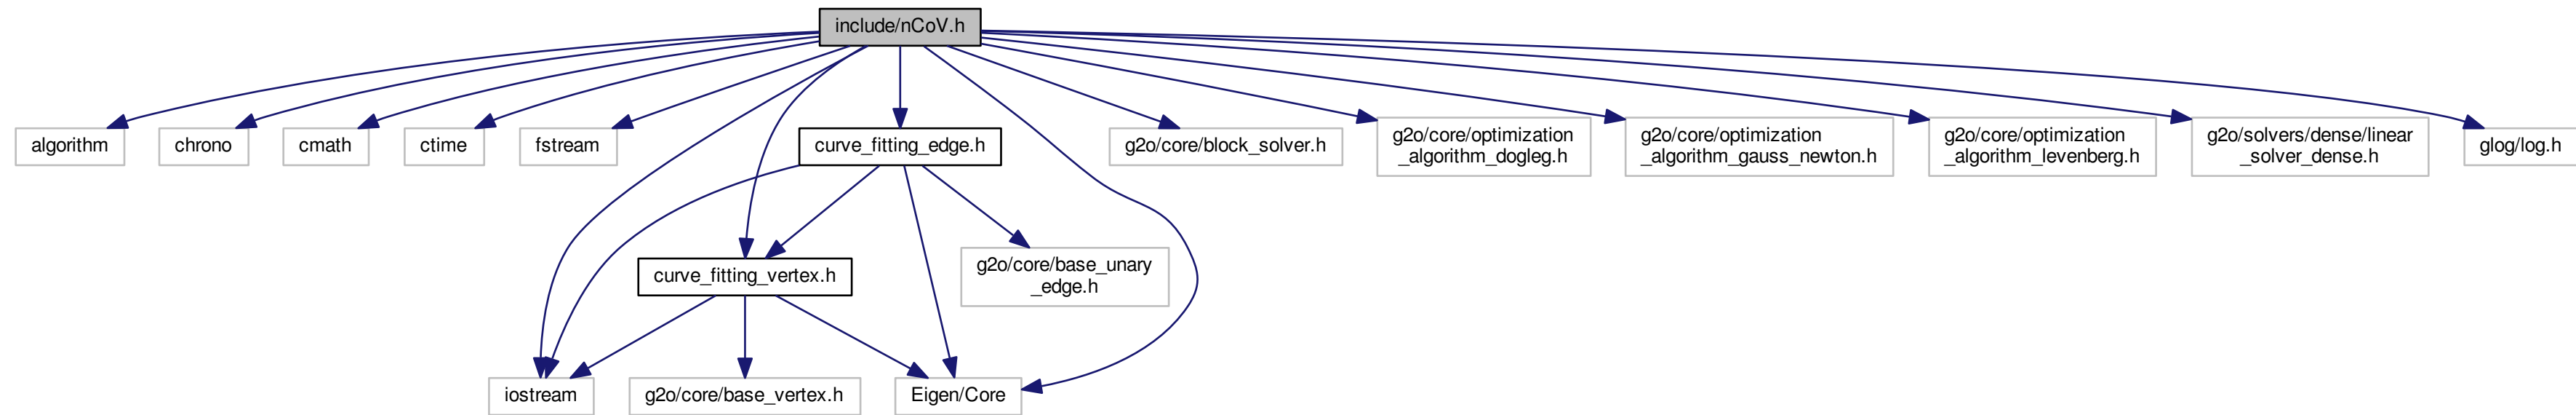 include/nCoV.h
algorithm
chrono
cmath
ctime
fstream
curve_fitting_edge.h
g2o/core/block_solver.h
g2o/core/optimization
_algorithm_dogleg.h
g2o/core/optimization
_algorithm_gauss_newton.h
g2o/core/optimization
_algorithm_levenberg.h
g2o/solvers/dense/linear
_solver_dense.h
glog/log.h
curve_fitting_vertex.h
g2o/core/base_unary
_edge.h
iostream
g2o/core/base_vertex.h
Eigen/Core